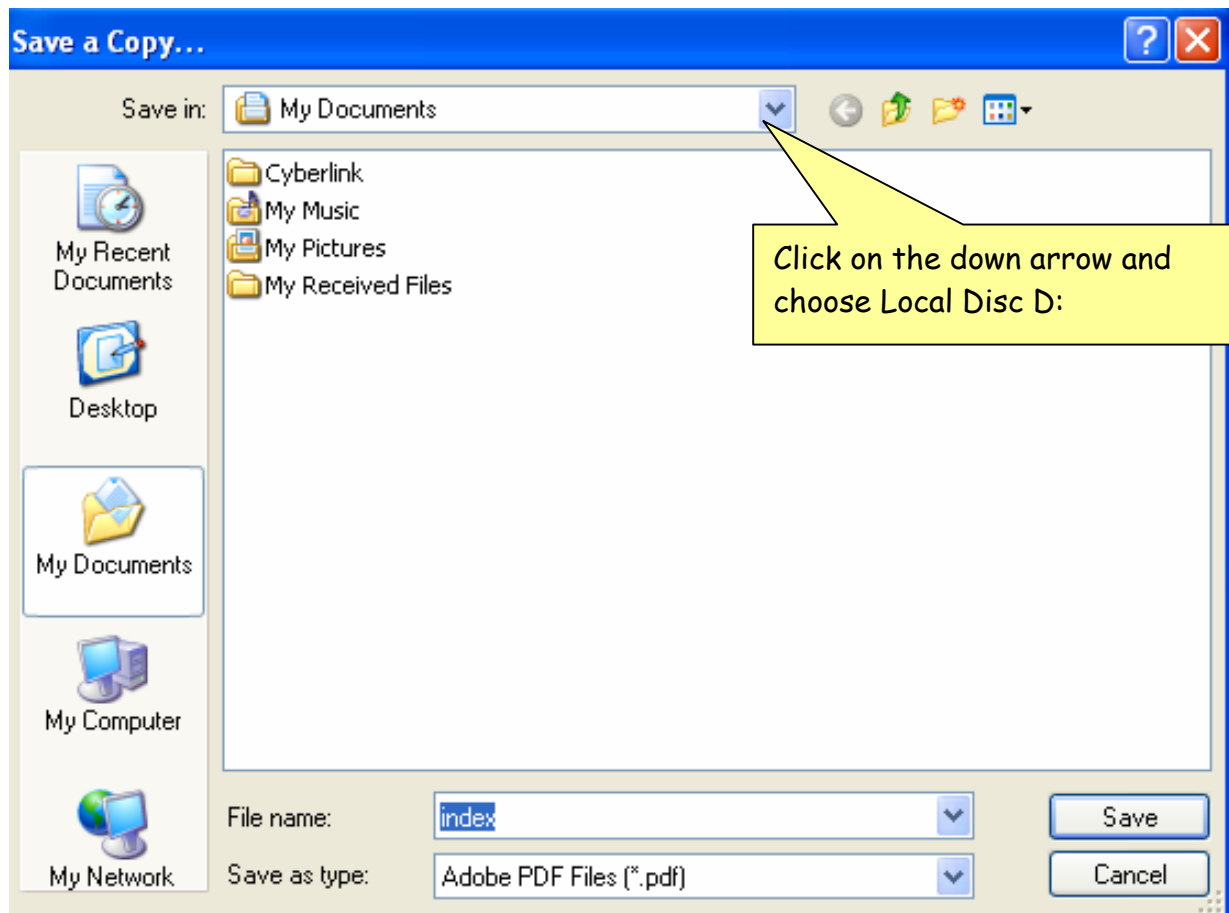 Save a Copy...
Save in:
My Documents
Cyberlink
My Music
My Pictures
My Received Files
Click on the down arrow and
choose Local Disc D:
My Recent
Documents
Desktop
My Documents
My Computer
My Network
File name:
index
Save
Save as type:
Adobe PDF Files (*.pdf)
Cancel